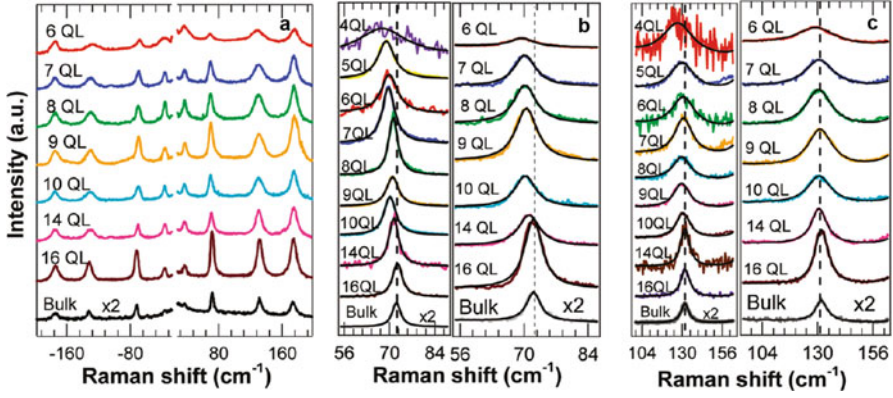 a
6 QL
7 QL
8 QL
9 QL
10 QL
14 QL
16 QL
Bulk x2
Intensity (a.u.)
-160 -80 80 160
Raman shift (cm-1)
4QL
5QL
6QL
7QL
8QL
9QL
10QL
14QL
16QL
Bulk x2
56 70 84
b
6 QL
7 QL
8 QL
9 QL
10 QL
14 QL
16 QL
Bulk x2
56 70 84
Raman shift (cm-1)
4QL
5QL
6QL
7QL
8QL
9QL
10QL
14QL
16QL
Bulk x2
104 130 156
c
6 QL
7 QL
8 QL
9 QL
10 QL
14 QL
16 QL
Bulk x2
104 130 156
Raman shift (cm-1)